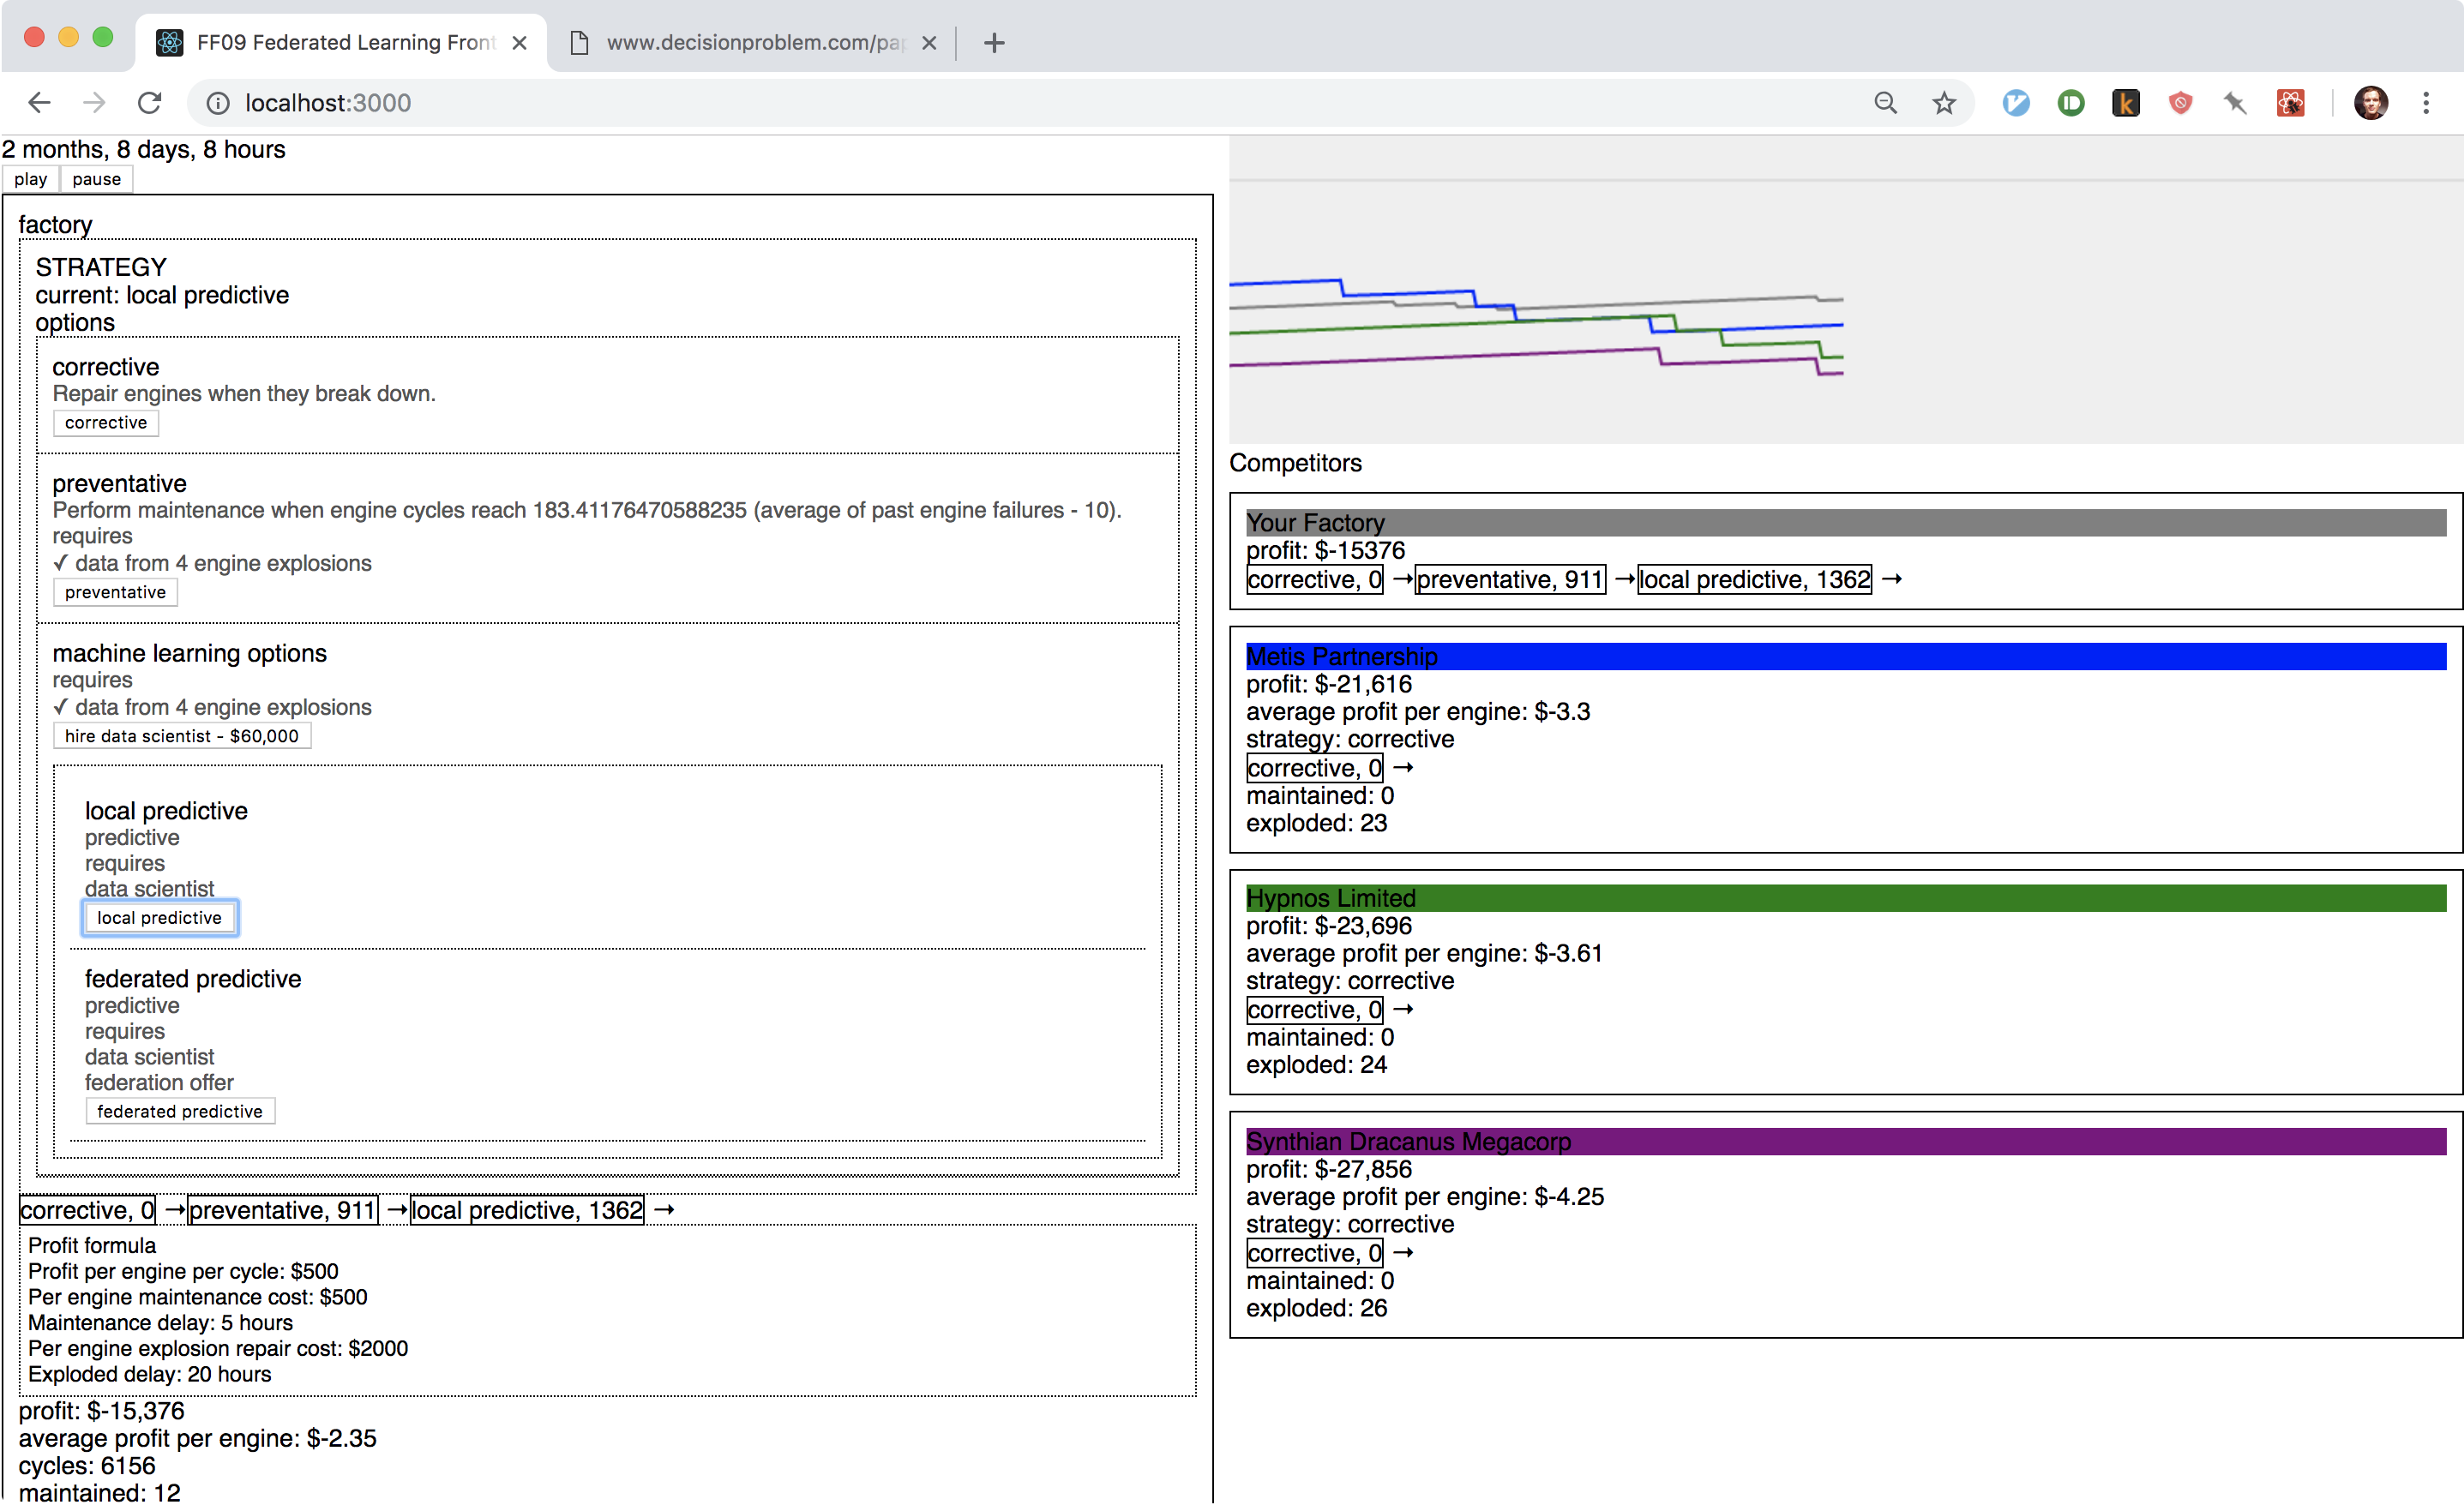 FF09 Federated Learning Front
www.decisionproblem.com/pap
localhost:3000
2 months, 8 days, 8 hours
play pause
factory
STRATEGY
current: local predictive
options
corrective
Repair engines when they break down.
corrective
preventative
Perform maintenance when engine cycles reach 183.41176470588235 (average of past engine failures - 10).
requires
✓ data from 4 engine explosions
preventative
machine learning options
requires
✓ data from 4 engine explosions
hire data scientist - $60,000
local predictive
predictive
requires
data scientist
local predictive
federated predictive
predictive
requires
data scientist
federation offer
federated predictive
corrective, 0 →preventative, 911 →local predictive, 1362 →
Profit formula
Profit per engine per cycle: $500
Per engine maintenance cost: $500
Maintenance delay: 5 hours
Per engine explosion repair cost: $2000
Exploded delay: 20 hours
profit: $-15,376
average profit per engine: $-2.35
cycles: 6156
maintained: 12
Competitors
Your Factory
profit: $-15376
corrective, 0 →preventative, 911 →local predictive, 1362 →
Metis Partnership
profit: $-21,616
average profit per engine: $-3.3
strategy: corrective
corrective, 0 →
maintained: 0
exploded: 23
Hypnos Limited
profit: $-23,696
average profit per engine: $-3.61
strategy: corrective
corrective, 0 →
maintained: 0
exploded: 24
Synthian Dracanus Megacorp
profit: $-27,856
average profit per engine: $-4.25
strategy: corrective
corrective, 0 →
maintained: 0
exploded: 26